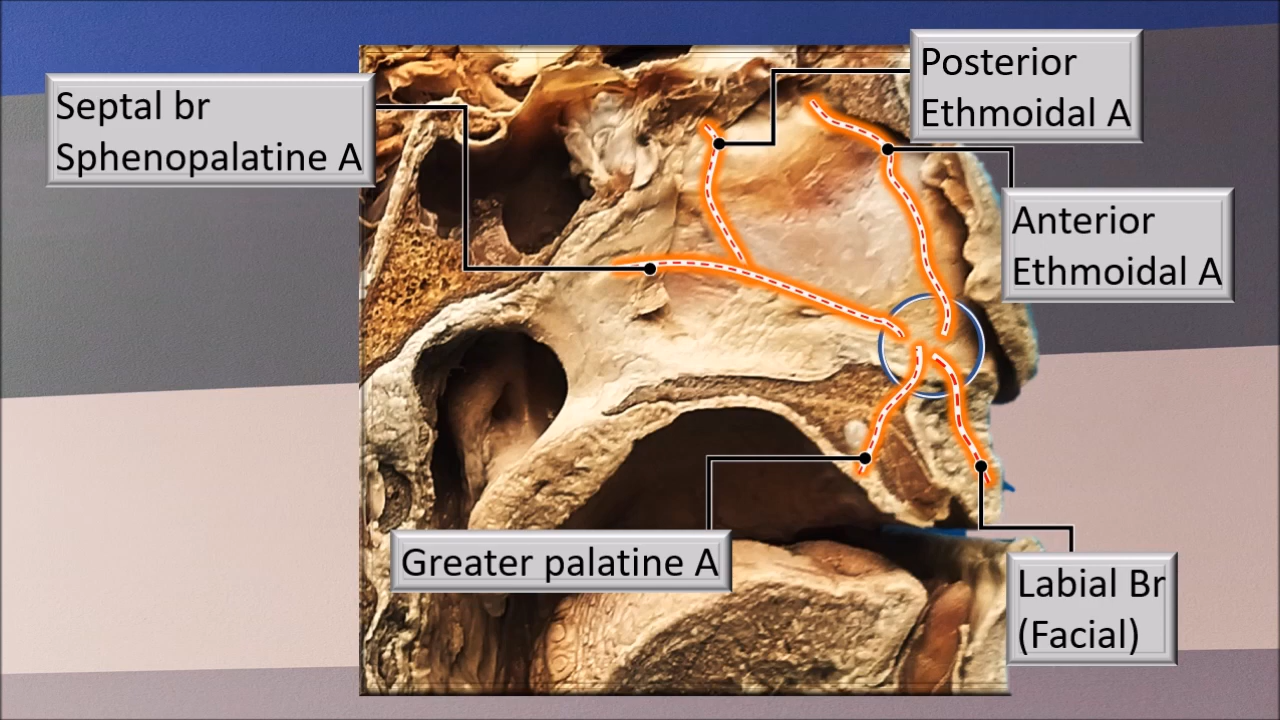 Septal br
Sphenopalatine A
Posterior
Ethmoidal A
Anterior
Ethmoidal A
Greater palatine A
Labial Br
(Facial)